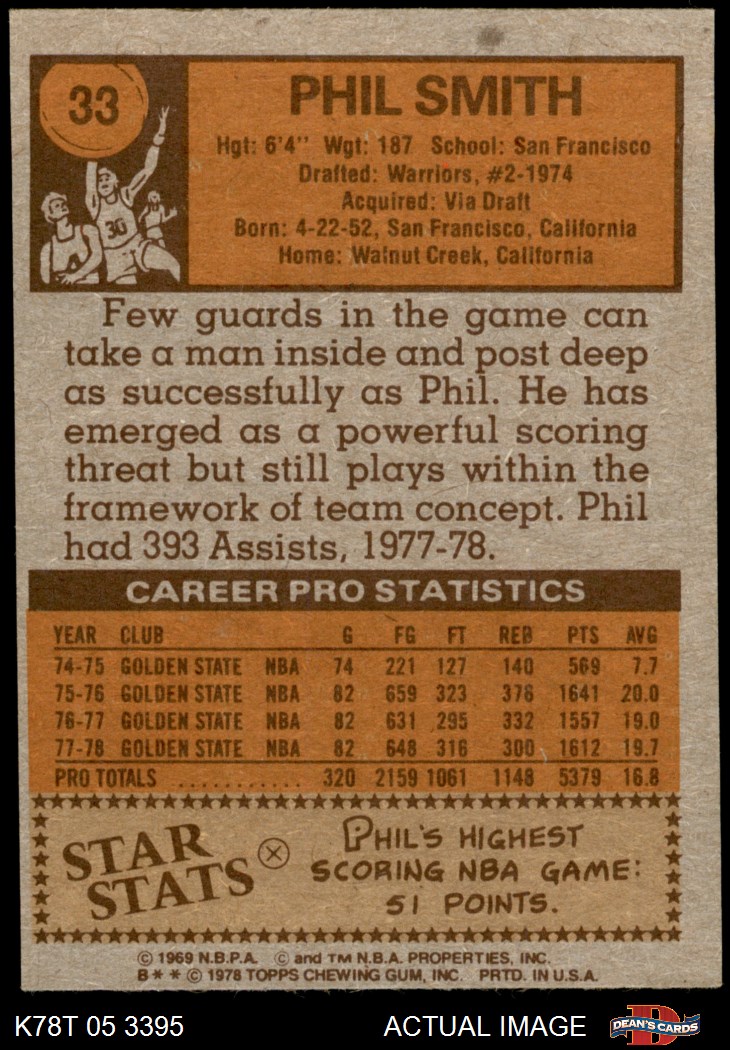 33
PHIL SMITH
Hgt: 6'4" Wgt: 187 School: San Francisco
Drafted: Warriors, #2-1974
Acquired: Via Draft
Born: 4-22-52, San Francisco, California
Home: Walnut Creek, California
30
Few guards in the game can
take a man inside and post deep
as successfully as Phil. He has
emerged as a powerful scoring
threat but still plays within the
framework of team concept. Phil
had 393 Assists, 1977-78.
CAREER PRO STATISTICS
YEAR CLUB G FG FT REB PTS AVG
74-75 GOLDEN STATE NBA 74 221 127 140 569 7.7
75-76 GOLDEN STATE NBA 82 659 323 376 1641 20.0
76-77 GOLDEN STATE NBA 82 631 295 332 1557 19.0
77-78 GOLDEN STATE NBA 82 648 316 300 1612 19.7
PRO TOTALS ........... 320 2159 1061 1148 5379 16.8
STAR
STATS
PHIL'S HIGHEST
SCORING NBA GAME:
51 POINTS.
© 1969 N.B.P.A. © and TM N.B.A. PROPERTIES, INC.
B** © 1978 TOPPS CHEWING GUM, INC. PRTD. IN U.S.A.
K78T 05 3395 ACTUAL IMAGE DEAN'S CARDS